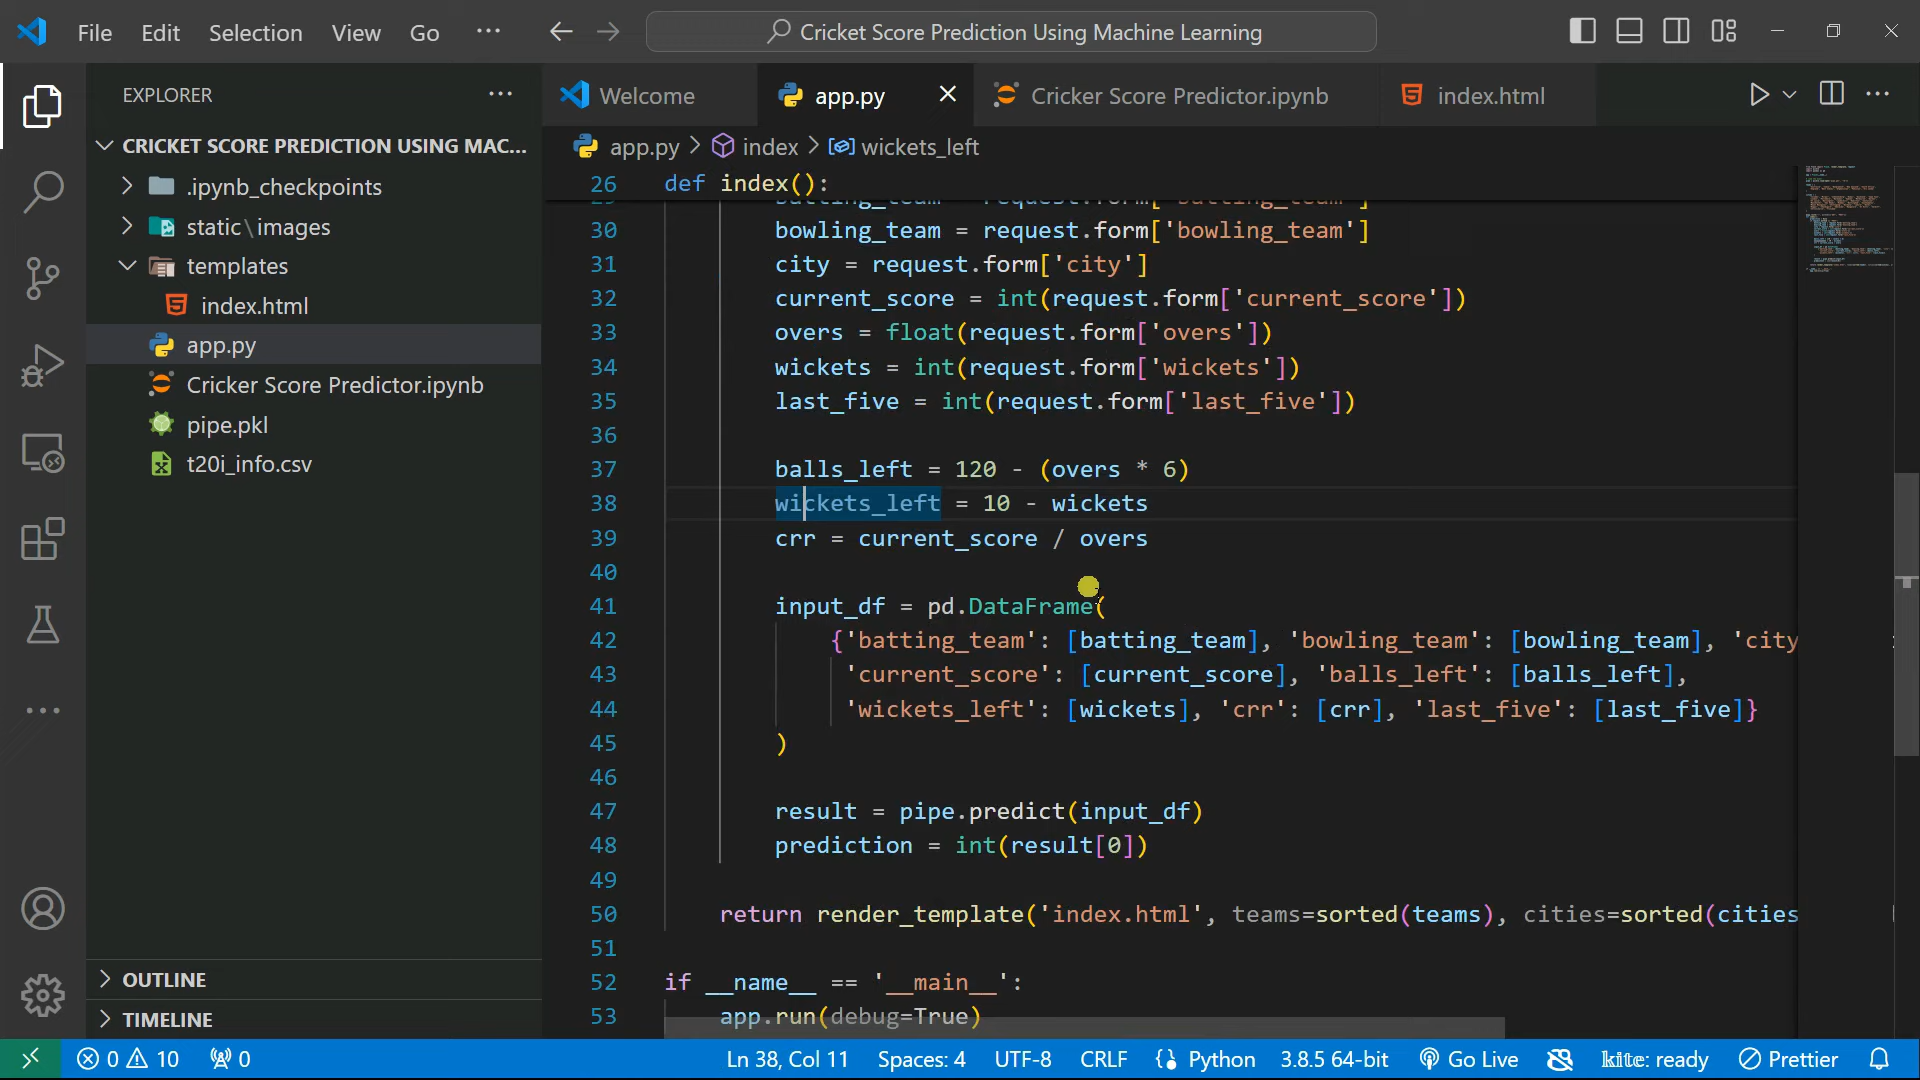 File Edit Selection View Go ··· Cricket Score Prediction Using Machine Learning
EXPLORER ···
Welcome app.py Cricker Score Predictor.ipynb index.html
CRICKET SCORE PREDICTION USING MAC...
.ipynb_checkpoints
static\images
templates
index.html
app.py
Cricker Score Predictor.ipynb
pipe.pkl
t20i_info.csv
OUTLINE
TIMELINE
app.py > index > wickets_left
26 def index():
30 bowling_team = request.form['bowling_team']
31 city = request.form['city']
32 current_score = int(request.form['current_score'])
33 overs = float(request.form['overs'])
34 wickets = int(request.form['wickets'])
35 last_five = int(request.form['last_five'])
36
37 balls_left = 120 - (overs * 6)
38 wickets_left = 10 - wickets
39 crr = current_score / overs
40
41 input_df = pd.DataFrame(
42 {'batting_team': [batting_team], 'bowling_team': [bowling_team], 'city
43 'current_score': [current_score], 'balls_left': [balls_left],
44 'wickets_left': [wickets], 'crr': [crr], 'last_five': [last_five]}
45 )
46
47 result = pipe.predict(input_df)
48 prediction = int(result[0])
49
50 return render_template('index.html', teams=sorted(teams), cities=sorted(cities
51
52 if __name__ == '__main__':
53 app.run(debug=True)
0 10 0 Ln 38, Col 11 Spaces: 4 UTF-8 CRLF Python 3.8.5 64-bit Go Live kite: ready Prettier